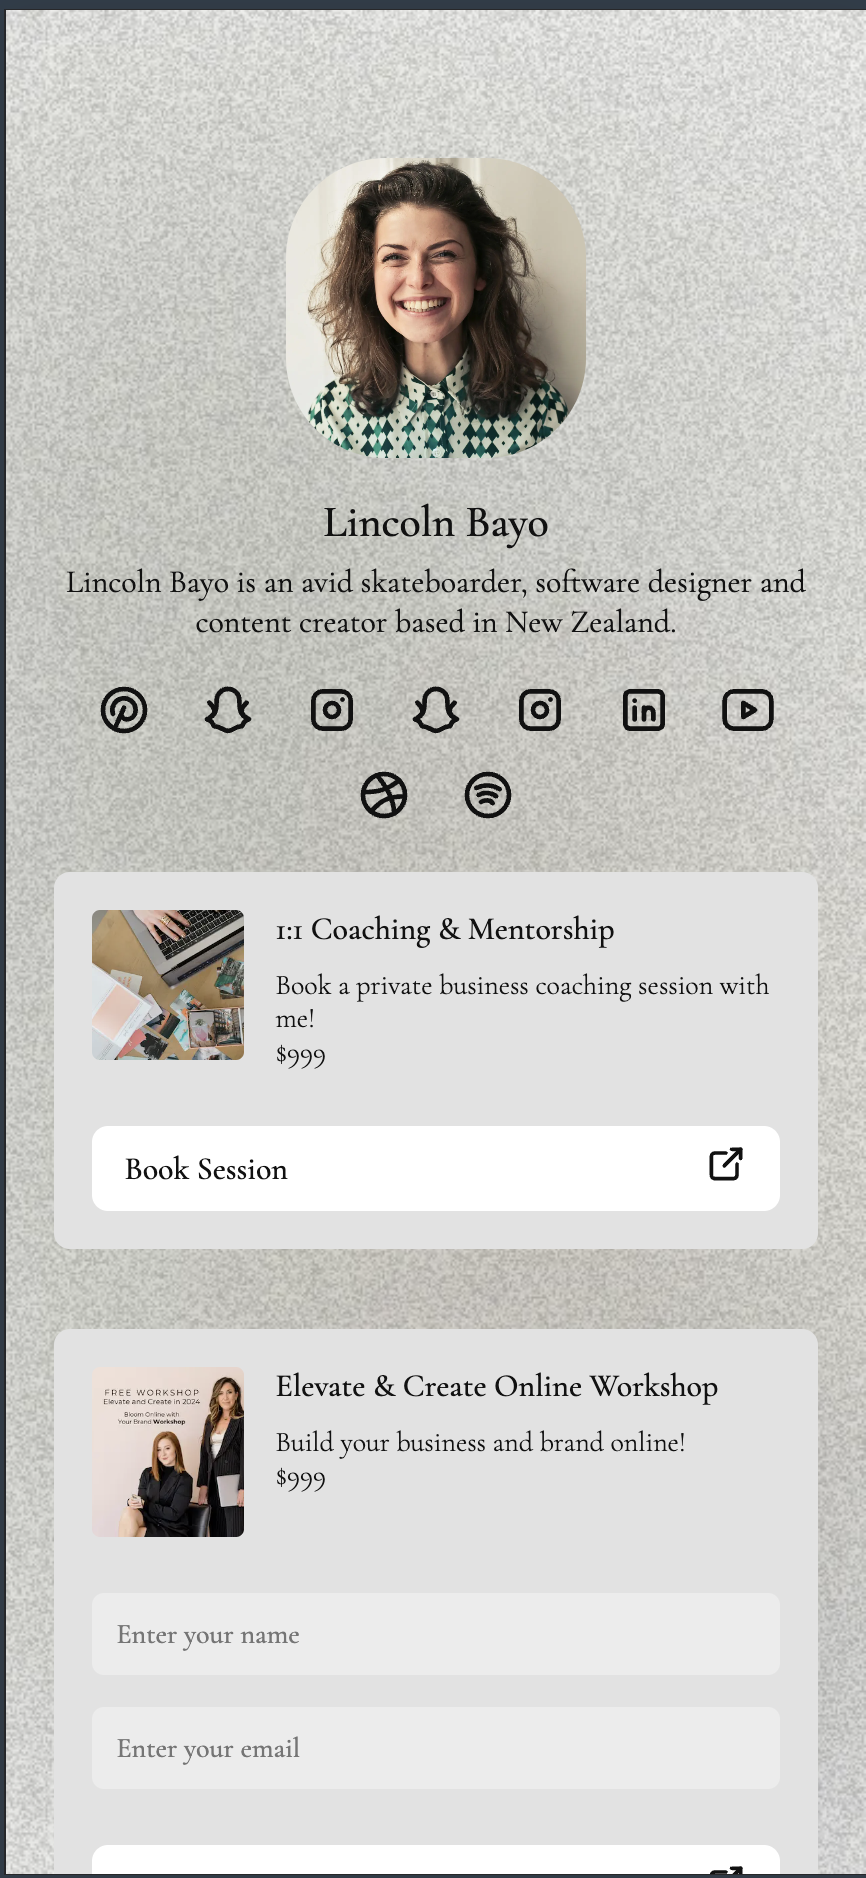 Lincoln Bayo
Lincoln Bayo is an avid skateboarder, software designer and
content creator based in New Zealand.
1:1 Coaching & Mentorship
Book a private business coaching session with
me!
$999
Book Session
FREE WORKSHOP
Elevate and Create in 2024
Bloom Online with
Your Brand Workshop
Elevate & Create Online Workshop
Build your business and brand online!
$999
Enter your name
Enter your email